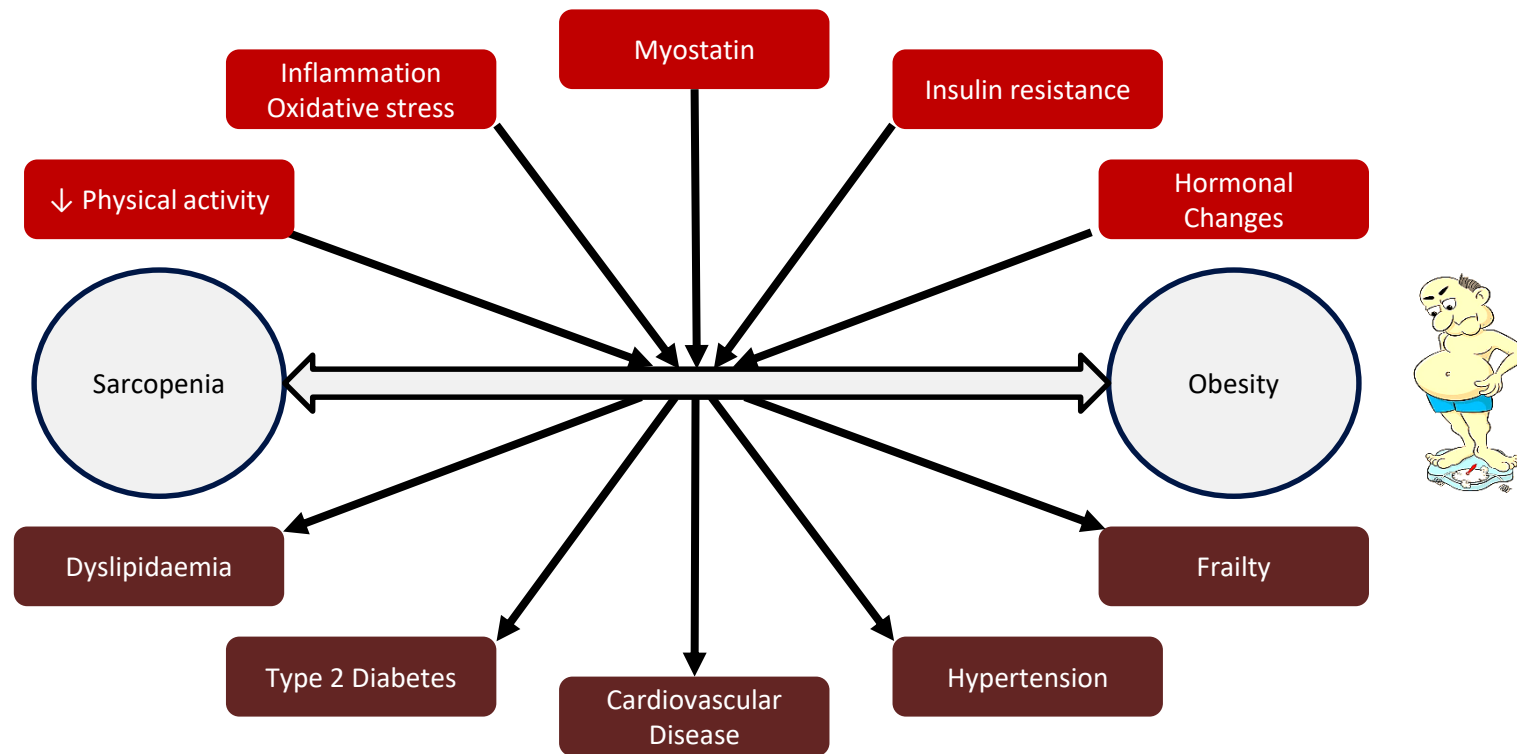 Myostatin
Inflammation
Oxidative stress
Insulin resistance
↓ Physical activity
Hormonal
Changes
Sarcopenia
Obesity
Dyslipidaemia
Frailty
Type 2 Diabetes
Hypertension
Cardiovascular
Disease